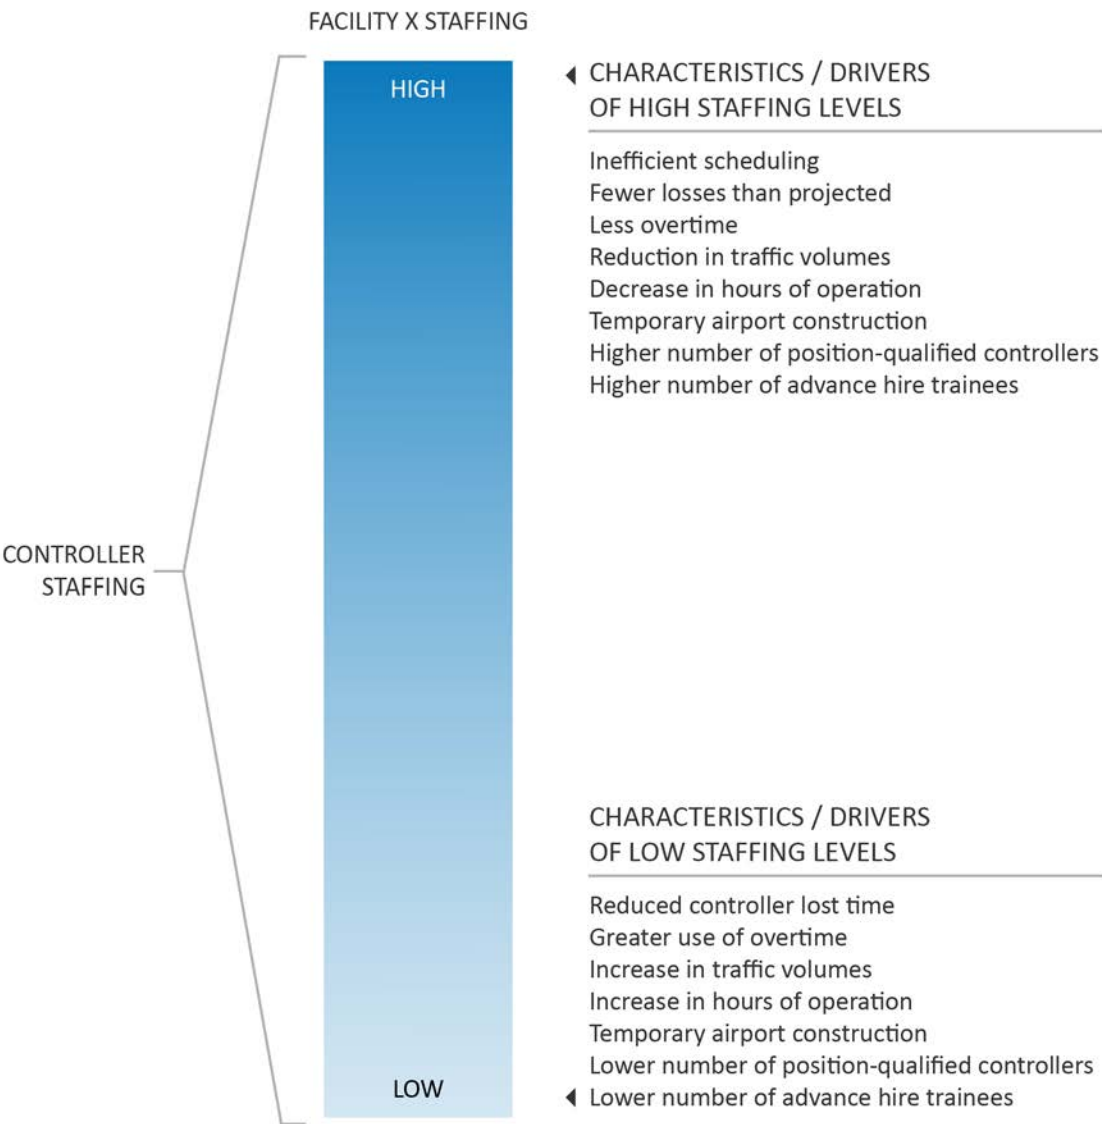 FACILITY X STAFFING
HIGH
CHARACTERISTICS / DRIVERS
OF HIGH STAFFING LEVELS
Inefficient scheduling
Fewer losses than projected
Less overtime
Reduction in traffic volumes
Decrease in hours of operation
Temporary airport construction
Higher number of position-qualified controllers
Higher number of advance hire trainees
CONTROLLER
STAFFING
CHARACTERISTICS / DRIVERS
OF LOW STAFFING LEVELS
Reduced controller lost time
Greater use of overtime
Increase in traffic volumes
Increase in hours of operation
Temporary airport construction
Lower number of position-qualified controllers
Lower number of advance hire trainees
LOW